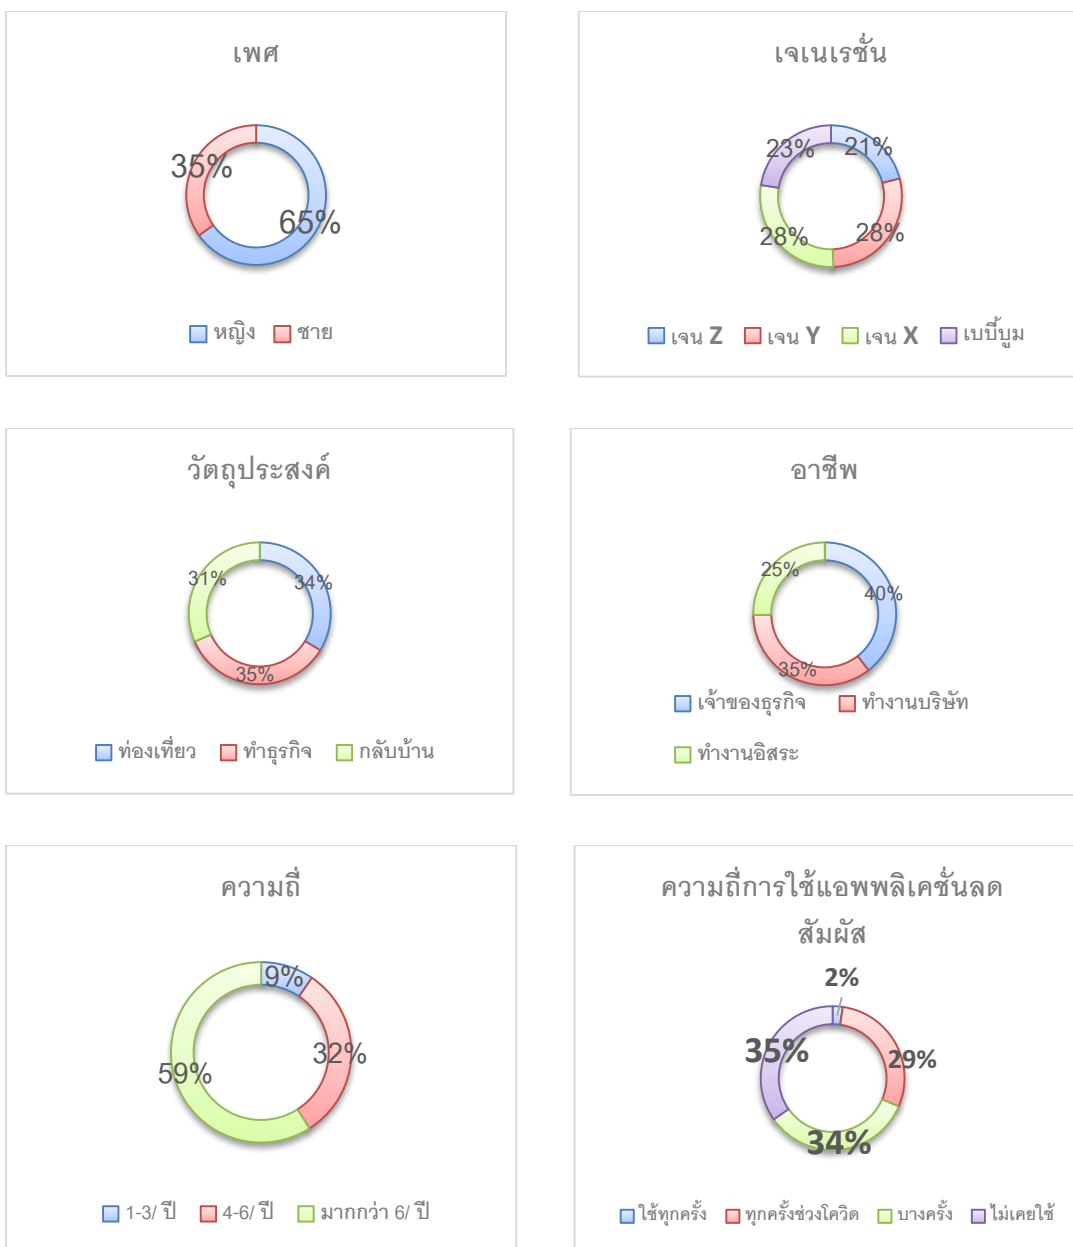 เพศ
35%
65%
หญิง ชาย
เจเนเรชั่น
23% 21%
28% 28%
เจน Z เจน Y เจน X เบบี้บูม
วัตถุประสงค์
31% 34%
35%
ท่องเที่ยว ทำธุรกิจ กลับบ้าน
อาชีพ
25%
40%
35%
เจ้าของธุรกิจ ทำงานบริษัท
ทำงานอิสระ
ความถี่
9%
32%
59%
1-3/ ปี 4-6/ ปี มากกว่า 6/ ปี
ความถี่การใช้แอพพลิเคชั่นลด
สัมผัส
2%
35%
29%
34%
ใช้ทุกครั้ง ทุกครั้งช่วงโควิด บางครั้ง ไม่เคยใช้